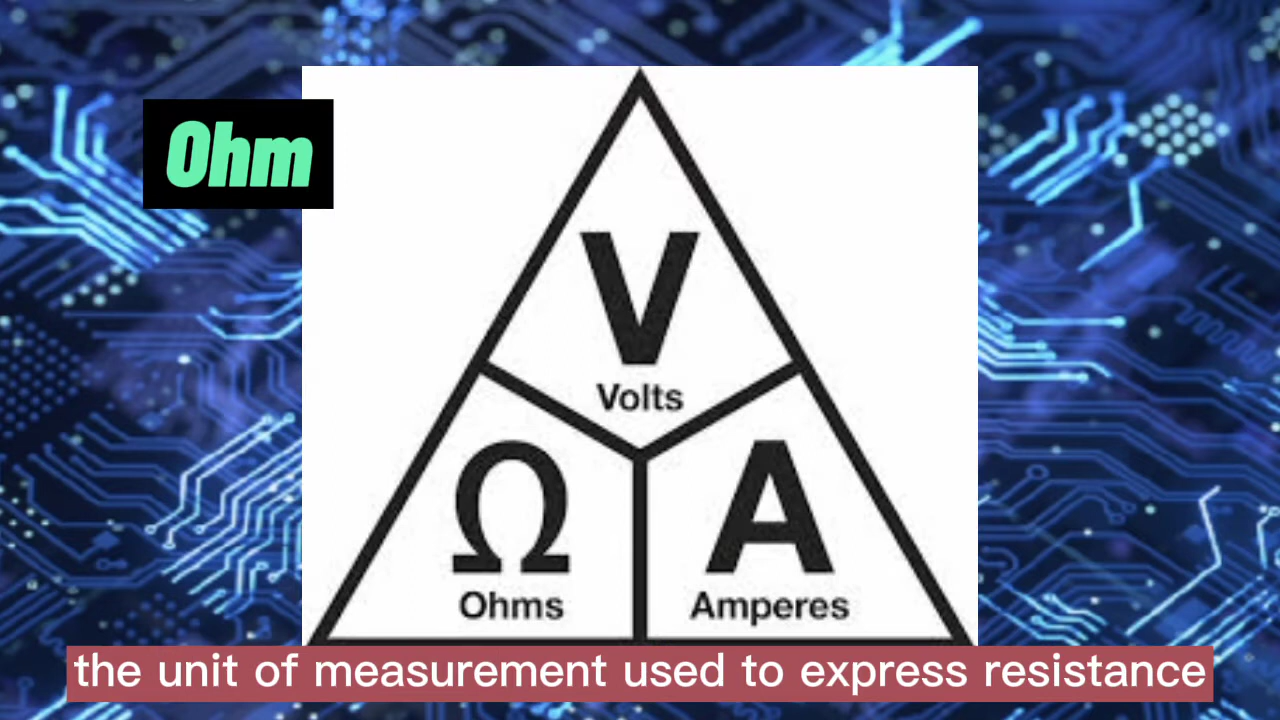 Ohm
V
Volts
Ω
Ohms
A
Amperes
the unit of measurement used to express resistance